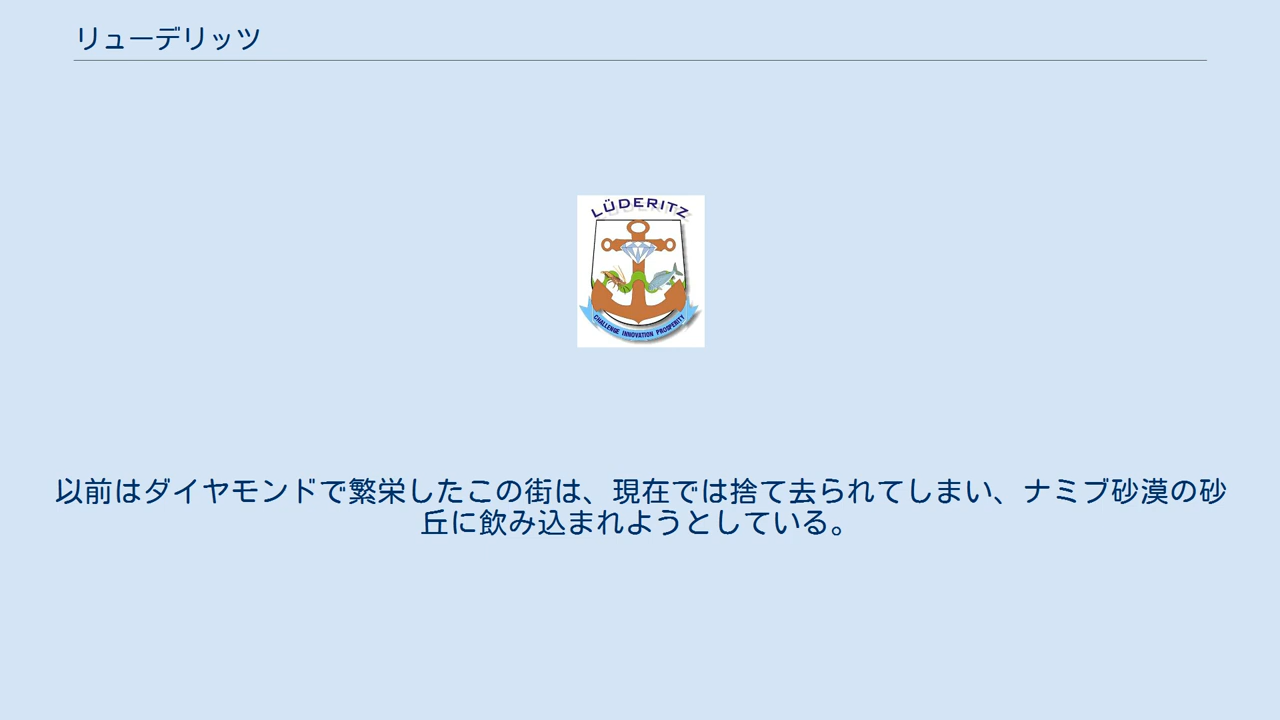 リューデリッツ
LÜDERITZ
CHALLENGE INNOVATION PROSPERITY
以前はダイヤモンドで繁栄したこの街は、現在では捨て去られてしまい、ナミブ砂漠の砂
丘に飲み込まれようとしている。